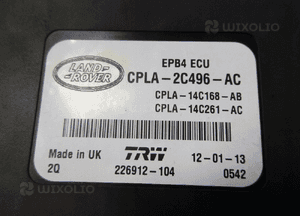 WIXOLIO
LAND-
ROVER
EPB4 ECU
CPLA-2C496-AC
CPLA-14C168-AB
CPLA-14C261-AC
Made in UK
TRW
12-01-13
2Q
226912-104
0542
WIXOLIO